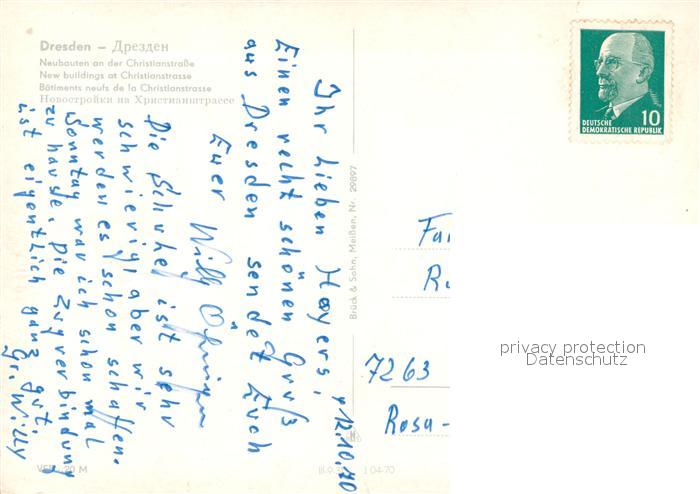 Dresden – Дрезден
Neubauten an der Christianstraße
New buildings at Christianstrasse
Bâtiments neufs de la Christianstrasse
Новостройки на Христианштрассе
12.10.70
Ihr lieben Hoyers,
Einen recht schönen Gruß
aus Dresden sendet Euch
Euer Willy
Die Schule ist sehr
schwierig, aber wir
werden es schon schaffen.
Sonntag war ich schon mal
zu hause. Die Zugverbindung
ist eigentlich ganz gut.
Gr. Willy
Brück & Sohn, Meißen, Nr. 29897
DEUTSCHE
DEMOKRATISCHE REPUBLIK
10
7263
Rosa-
privacy protection
Datenschutz